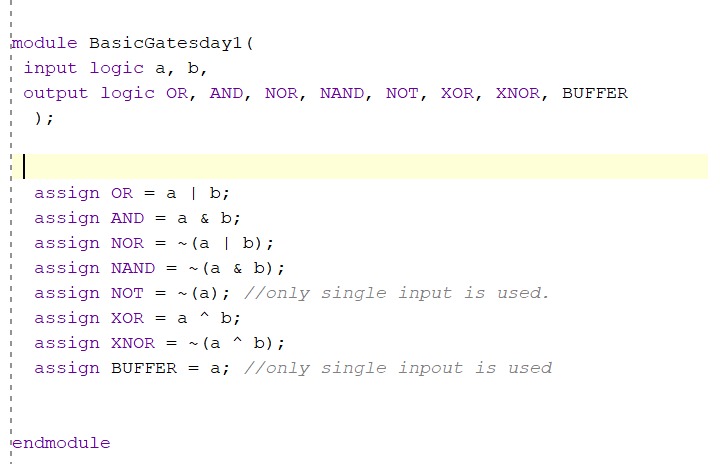 module BasicGatesday1(
input logic a, b,
output logic OR, AND, NOR, NAND, NOT, XOR, XNOR, BUFFER
);
assign OR = a | b;
assign AND = a & b;
assign NOR = ~(a | b);
assign NAND = ~(a & b);
assign NOT = ~(a); //only single input is used.
assign XOR = a ^ b;
assign XNOR = ~(a ^ b);
assign BUFFER = a; //only single inpout is used
endmodule